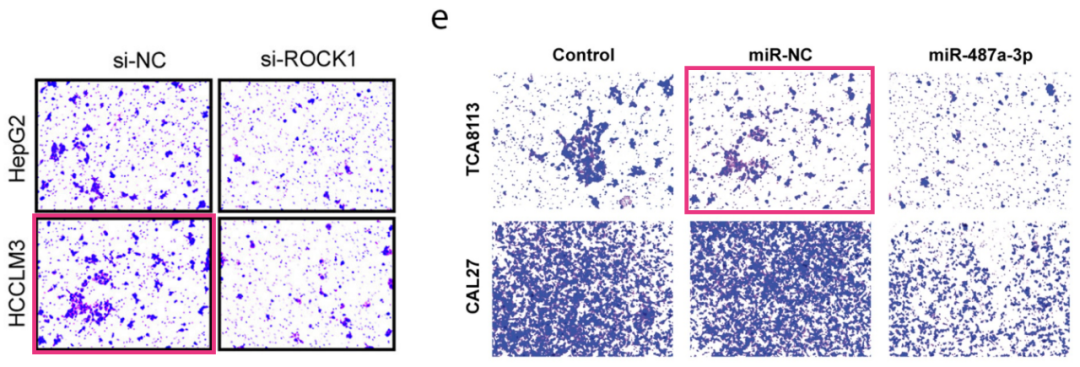 e
si-NC si-ROCK1
HepG2
HCCLM3
Control miR-NC miR-487a-3p
TCA8113
CAL27